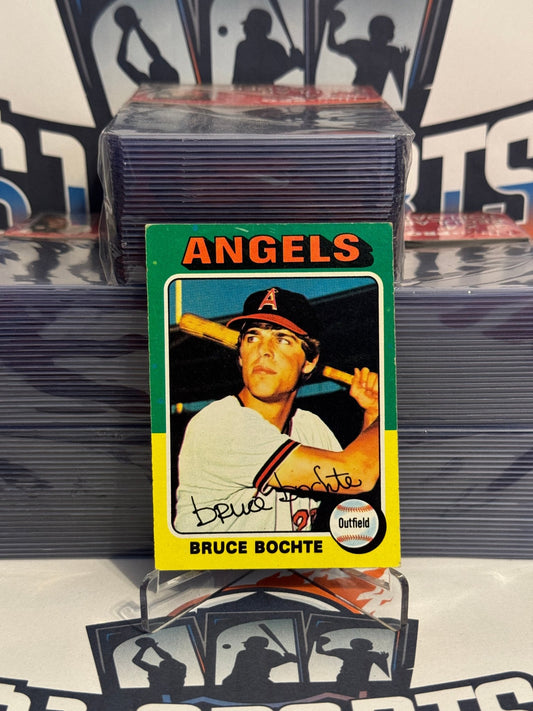 ANGELS
A
bruce bochte
Outfield
BRUCE BOCHTE